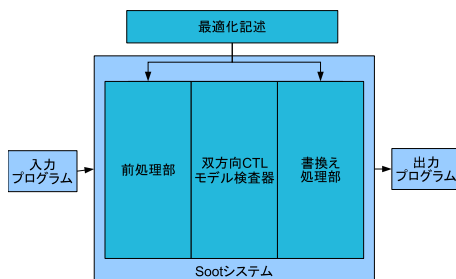 最適化記述
入力
プログラム
前処理部
双方向CTL
モデル検査器
書換え
処理部
出力
プログラム
Sootシステム